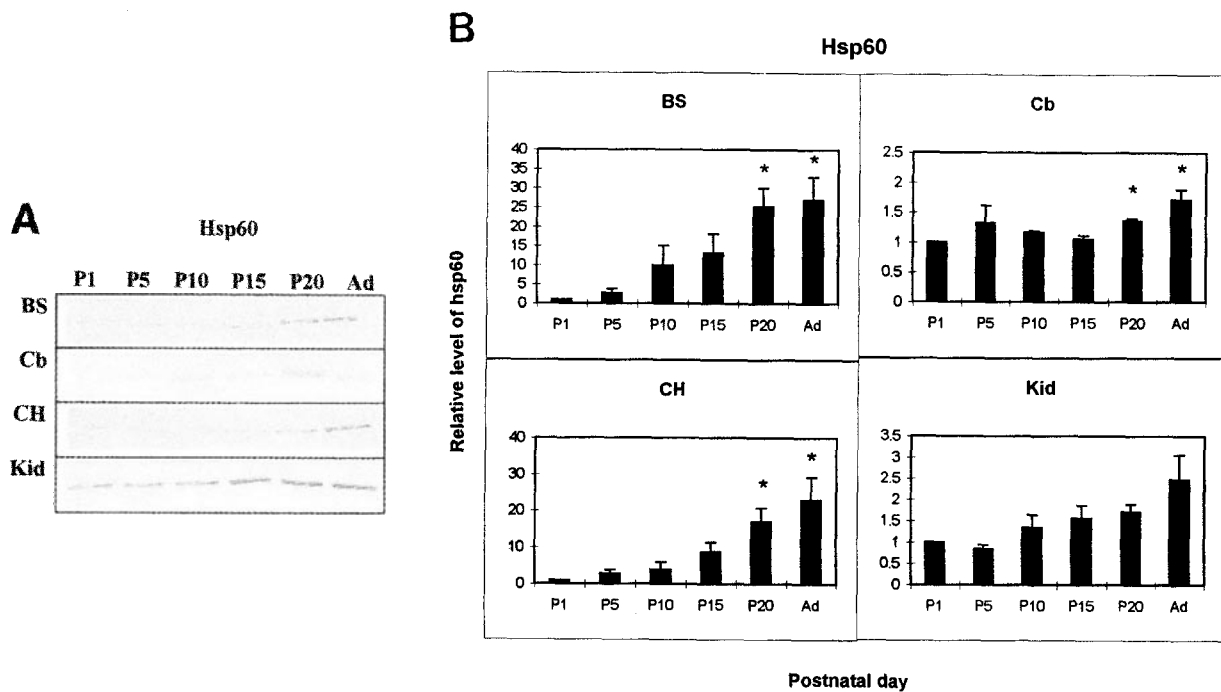 A
Hsp60
P1 P5 P10 P15 P20 Ad
BS
Cb
CH
Kid
B
Hsp60
Relative level of hsp60
BS
40
35
30
25
20
15
10
5
0
* *
P1 P5 P10 P15 P20 Ad
Cb
2.5
2
1.5
1
0.5
0
* *
P1 P5 P10 P15 P20 Ad
CH
40
30
20
10
0
* *
P1 P5 P10 P15 P20 Ad
Kid
3.5
3
2.5
2
1.5
1
0.5
0
P1 P5 P10 P15 P20 Ad
Postnatal day